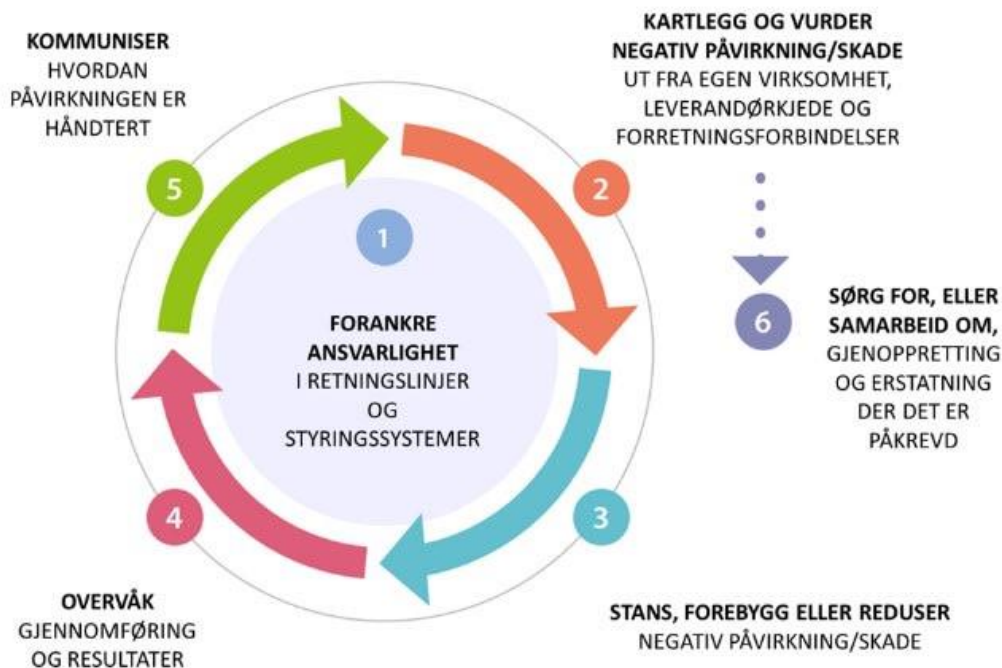 1
FORANKRE
ANSVARLIGHET
I RETNINGSLINJER
OG
STYRINGSSYSTEMER
2
KARTLEGG OG VURDER
NEGATIV PÅVIRKNING/SKADE
UT FRA EGEN VIRKSOMHET,
LEVERANDØRKJEDE OG
FORRETNINGSFORBINDELSER
3
STANS, FOREBYGG ELLER REDUSER
NEGATIV PÅVIRKNING/SKADE
4
OVERVÅK
GJENNOMFØRING
OG RESULTATER
5
KOMMUNISER
HVORDAN
PÅVIRKNINGEN ER
HÅNDTERT
6
SØRG FOR, ELLER
SAMARBEID OM,
GJENOPPRETTING
OG ERSTATNING
DER DET ER
PÅKREVD